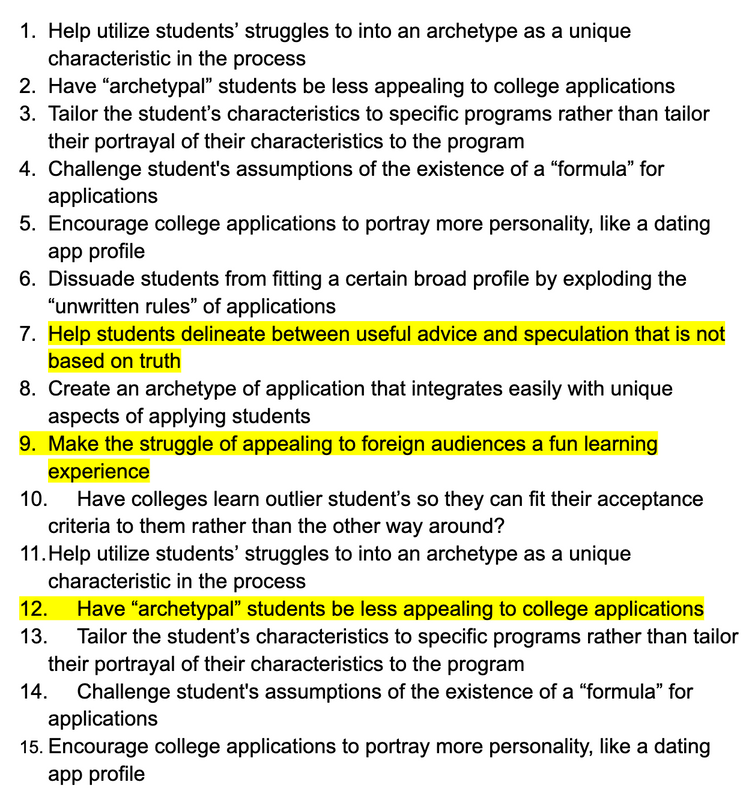 1. Help utilize students’ struggles to into an archetype as a unique
characteristic in the process
2. Have “archetypal” students be less appealing to college applications
3. Tailor the student’s characteristics to specific programs rather than tailor
their portrayal of their characteristics to the program
4. Challenge student's assumptions of the existence of a “formula” for
applications
5. Encourage college applications to portray more personality, like a dating
app profile
6. Dissuade students from fitting a certain broad profile by exploding the
“unwritten rules” of applications
7. Help students delineate between useful advice and speculation that is not
based on truth
8. Create an archetype of application that integrates easily with unique
aspects of applying students
9. Make the struggle of appealing to foreign audiences a fun learning
experience
10. Have colleges learn outlier student’s so they can fit their acceptance
criteria to them rather than the other way around?
11. Help utilize students’ struggles to into an archetype as a unique
characteristic in the process
12. Have “archetypal” students be less appealing to college applications
13. Tailor the student’s characteristics to specific programs rather than tailor
their portrayal of their characteristics to the program
14. Challenge student's assumptions of the existence of a “formula” for
applications
15. Encourage college applications to portray more personality, like a dating
app profile